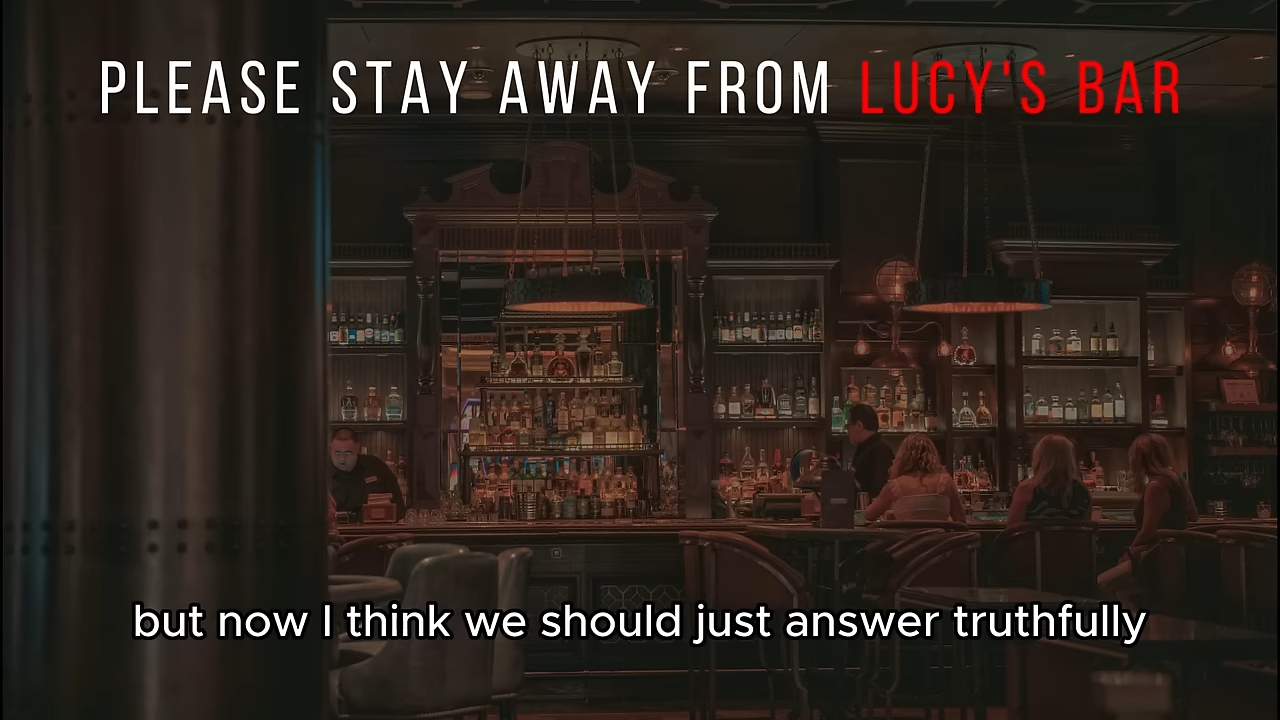 PLEASE STAY AWAY FROM LUCY'S BAR
but now I think we should just answer truthfully